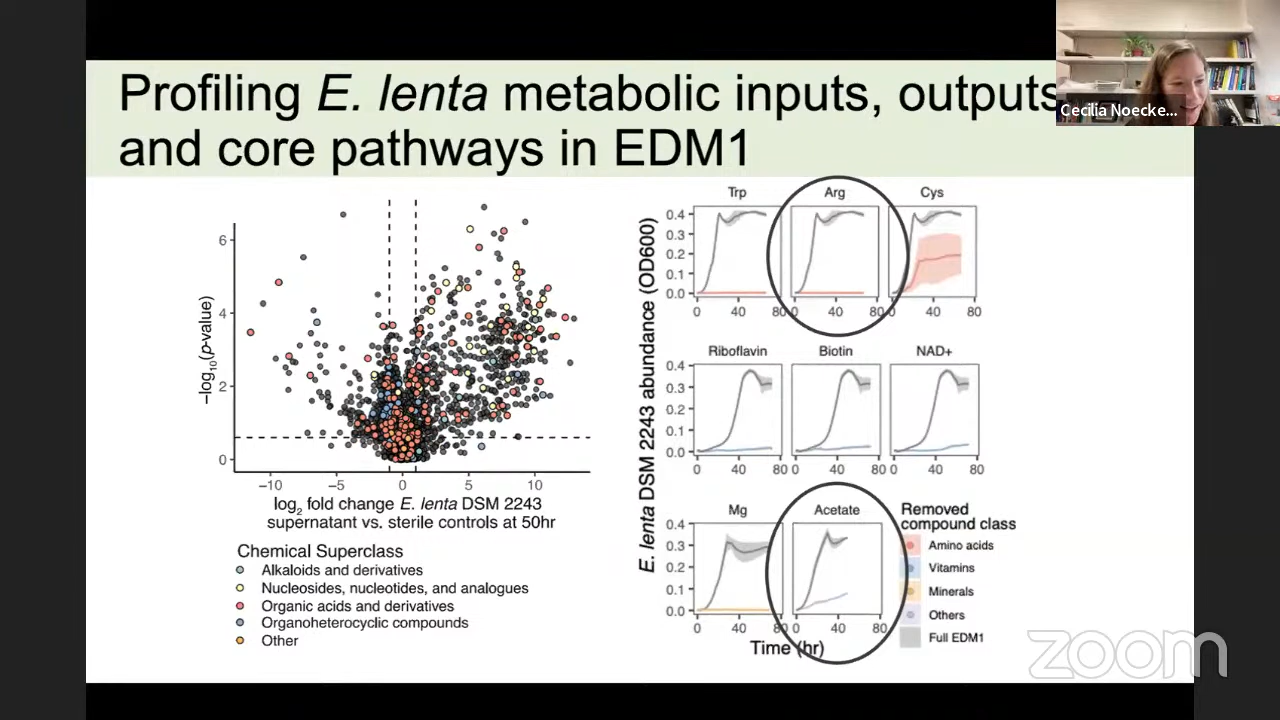 Profiling E. lenta metabolic inputs, outputs
and core pathways in EDM1
Cecilia Noecke...
−log10(p-value)
6
4
2
0
−10 −5 0 5 10
log2 fold change E. lenta DSM 2243
supernatant vs. sterile controls at 50hr
Chemical Superclass
Alkaloids and derivatives
Nucleosides, nucleotides, and analogues
Organic acids and derivatives
Organoheterocyclic compounds
Other
E. lenta DSM 2243 abundance (OD600)
Trp Arg Cys
0.4
0.3
0.2
0.1
0.0
0 40 80 0 40 80 0 40 80
Riboflavin Biotin NAD+
0.4
0.3
0.2
0.1
0.0
0 40 80 0 40 80 0 40 80
Mg Acetate
0.4
0.3
0.2
0.1
0.0
0 40 80 0 40 80
Time (hr)
Removed
compound class
Amino acids
Vitamins
Minerals
Others
Full EDM1
zoom